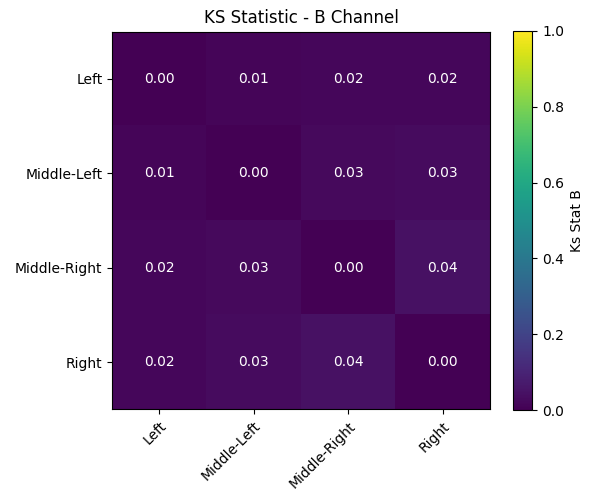 KS Statistic - B Channel
Left 0.00 0.01 0.02 0.02
Middle-Left 0.01 0.00 0.03 0.03
Middle-Right 0.02 0.03 0.00 0.04
Right 0.02 0.03 0.04 0.00
Left Middle-Left Middle-Right Right
1.0
0.8
0.6
0.4
0.2
0.0
Ks Stat B